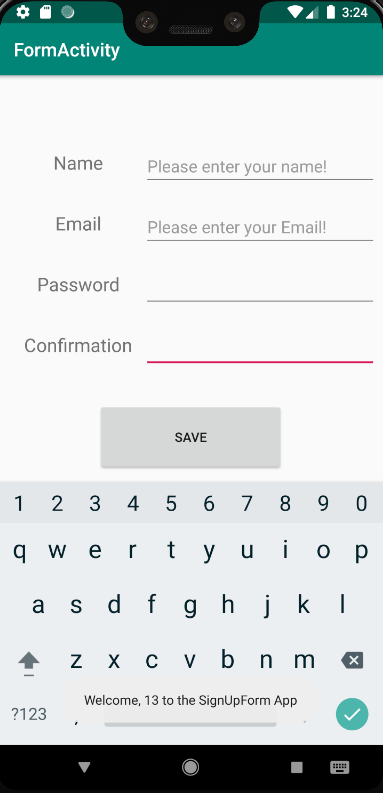 3:24
FormActivity
Name Please enter your name!
Email Please enter your Email!
Password
Confirmation
SAVE
1 2 3 4 5 6 7 8 9 0
q w e r t y u i o p
a s d f g h j k l
z x c v b n m
Welcome, 13 to the SignUpForm App
?123 , .